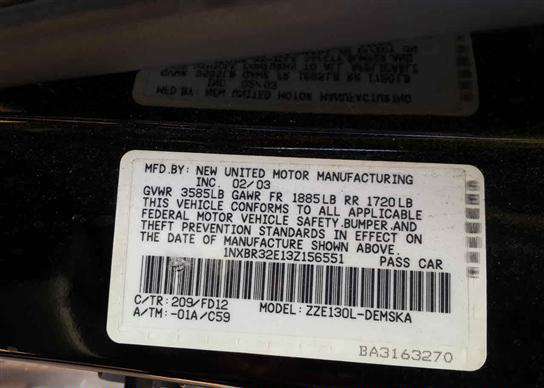 MFD.BY: NEW UNITED MOTOR MANUFACTURING
INC. 02/03
GVWR 3585LB GAWR FR 1885LB RR 1720LB
THIS VEHICLE CONFORMS TO ALL APPLICABLE
FEDERAL MOTOR VEHICLE SAFETY,BUMPER,AND
THEFT PREVENTION STANDARDS IN EFFECT ON
THE DATE OF MANUFACTURE SHOWN ABOVE
1NXBR32E13Z156551 PASS CAR
C/TR: 209/FD12 MODEL: ZZE130L-DEMSKA
A/TM: -01A/C59
BA3163270